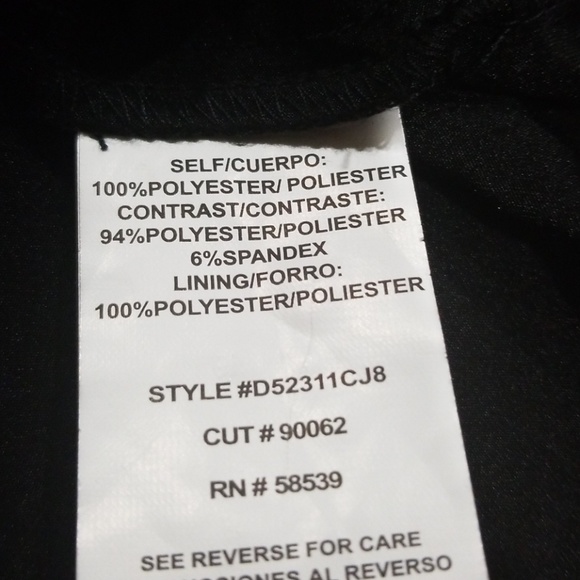 SELF/CUERPO:
100%POLYESTER/ POLIESTER
CONTRAST/CONTRASTE:
94%POLYESTER/POLIESTER
6%SPANDEX
LINING/FORRO:
100%POLYESTER/POLIESTER
STYLE #D52311CJ8
CUT # 90062
RN # 58539
SEE REVERSE FOR CARE
AL REVERSO